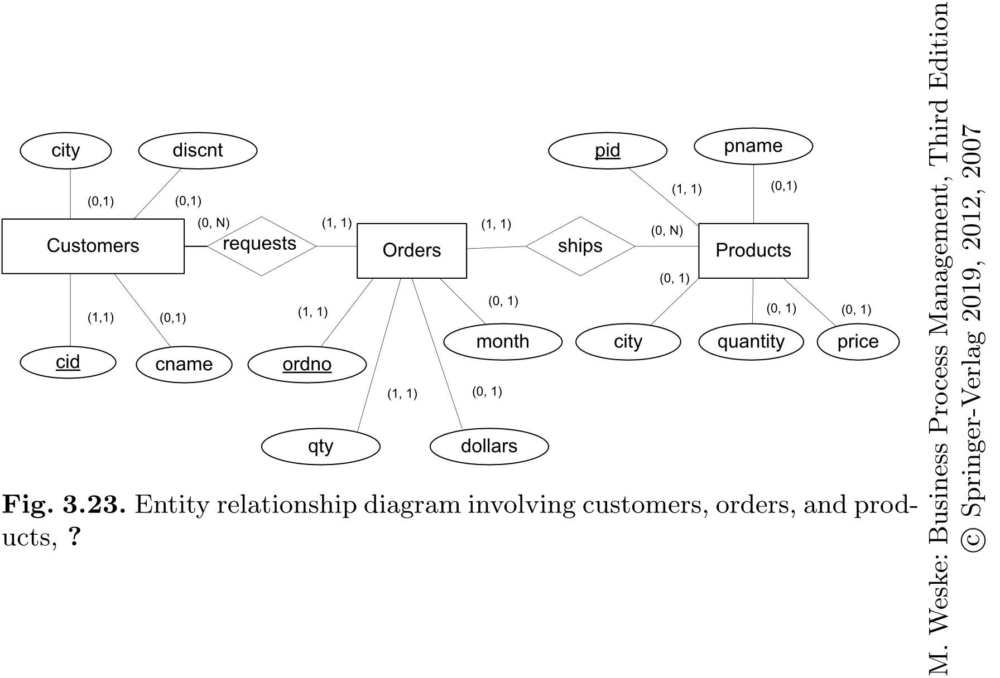 city
discnt
pid
pname
(0,1)
(0,1)
(1, 1)
(0,1)
Customers
(0, N)
requests
(1, 1)
Orders
(1, 1)
ships
(0, N)
Products
(1,1)
(0,1)
(1, 1)
(0, 1)
(0, 1)
(0, 1)
(0, 1)
cid
cname
ordno
month
city
quantity
price
(1, 1)
(0, 1)
qty
dollars
Fig. 3.23. Entity relationship diagram involving customers, orders, and prod-
ucts, ?
M. Weske: Business Process Management, Third Edition
© Springer-Verlag 2019, 2012, 2007